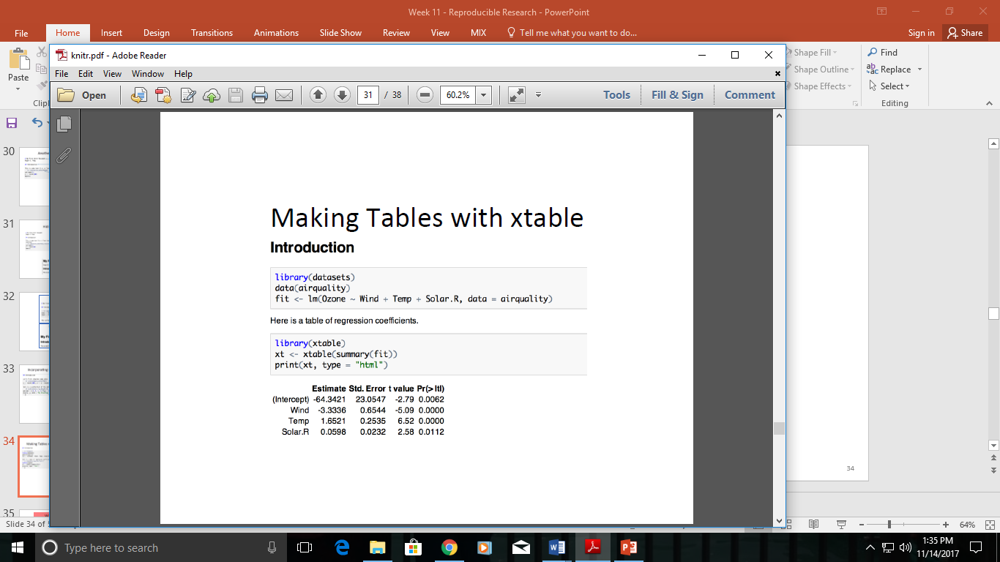 Week 11 - Reproducible Research - PowerPoint
File Home Insert Design Transitions Animations Slide Show Review View MIX Tell me what you want to do... Sign in Share
Paste
Shape Fill
Shape Outline
Shape Effects
Find
Replace
Select
Editing
knitr.pdf - Adobe Reader
File Edit View Window Help
Open 31 / 38 60.2% Tools Fill & Sign Comment
30
31
32
33
34
35
Making Tables with xtable
Introduction
library(datasets)
data(airquality)
fit <- lm(Ozone ~ Wind + Temp + Solar.R, data = airquality)
Here is a table of regression coefficients.
library(xtable)
xt <- xtable(summary(fit))
print(xt, type = "html")
Estimate Std. Error t value Pr(>|t|)
(Intercept) -64.3421 23.0547 -2.79 0.0062
Wind -3.3336 0.6544 -5.09 0.0000
Temp 1.6521 0.2535 6.52 0.0000
Solar.R 0.0598 0.0232 2.58 0.0112
34
Slide 34 of
64%
Type here to search
1:35 PM
11/14/2017